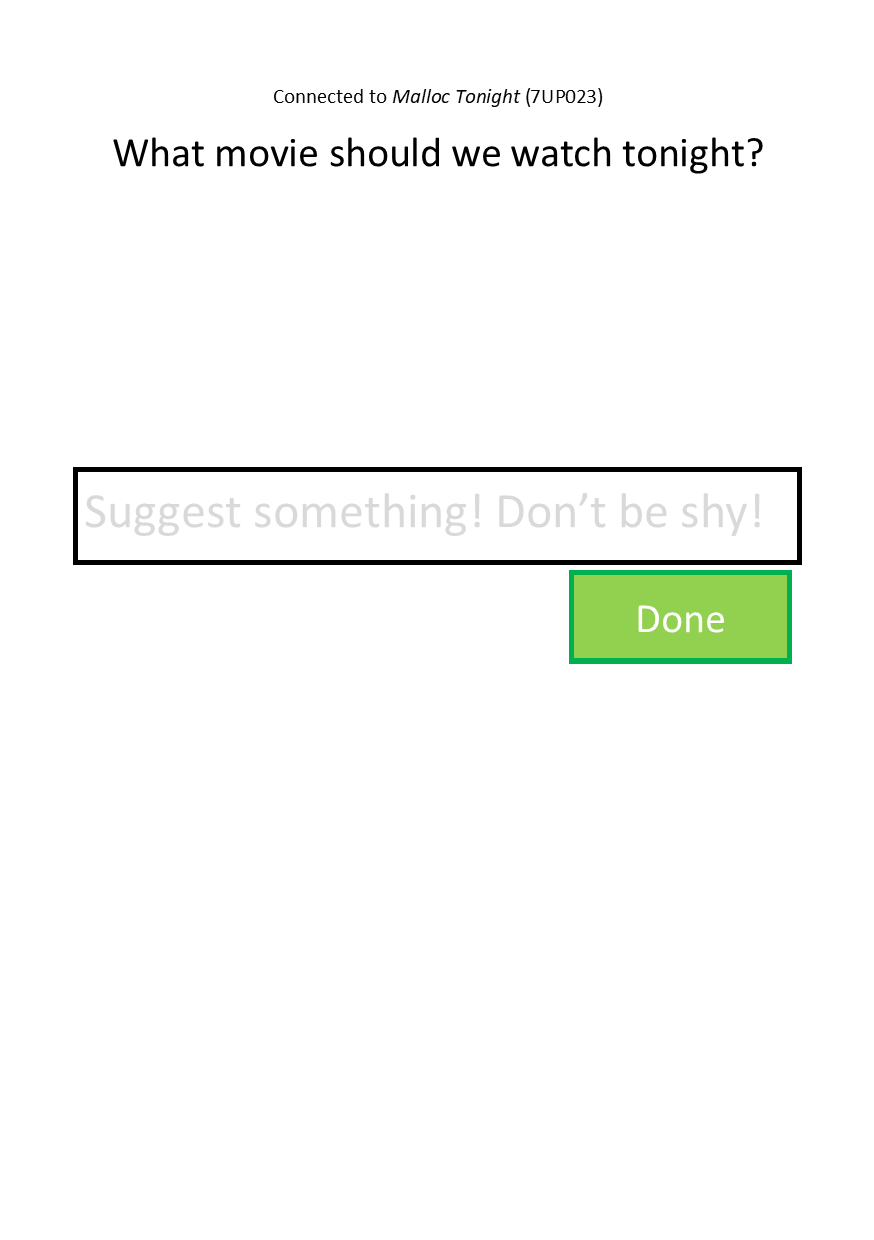 Connected to Malloc Tonight (7UP023)
What movie should we watch tonight?
Suggest something! Don’t be shy!
Done